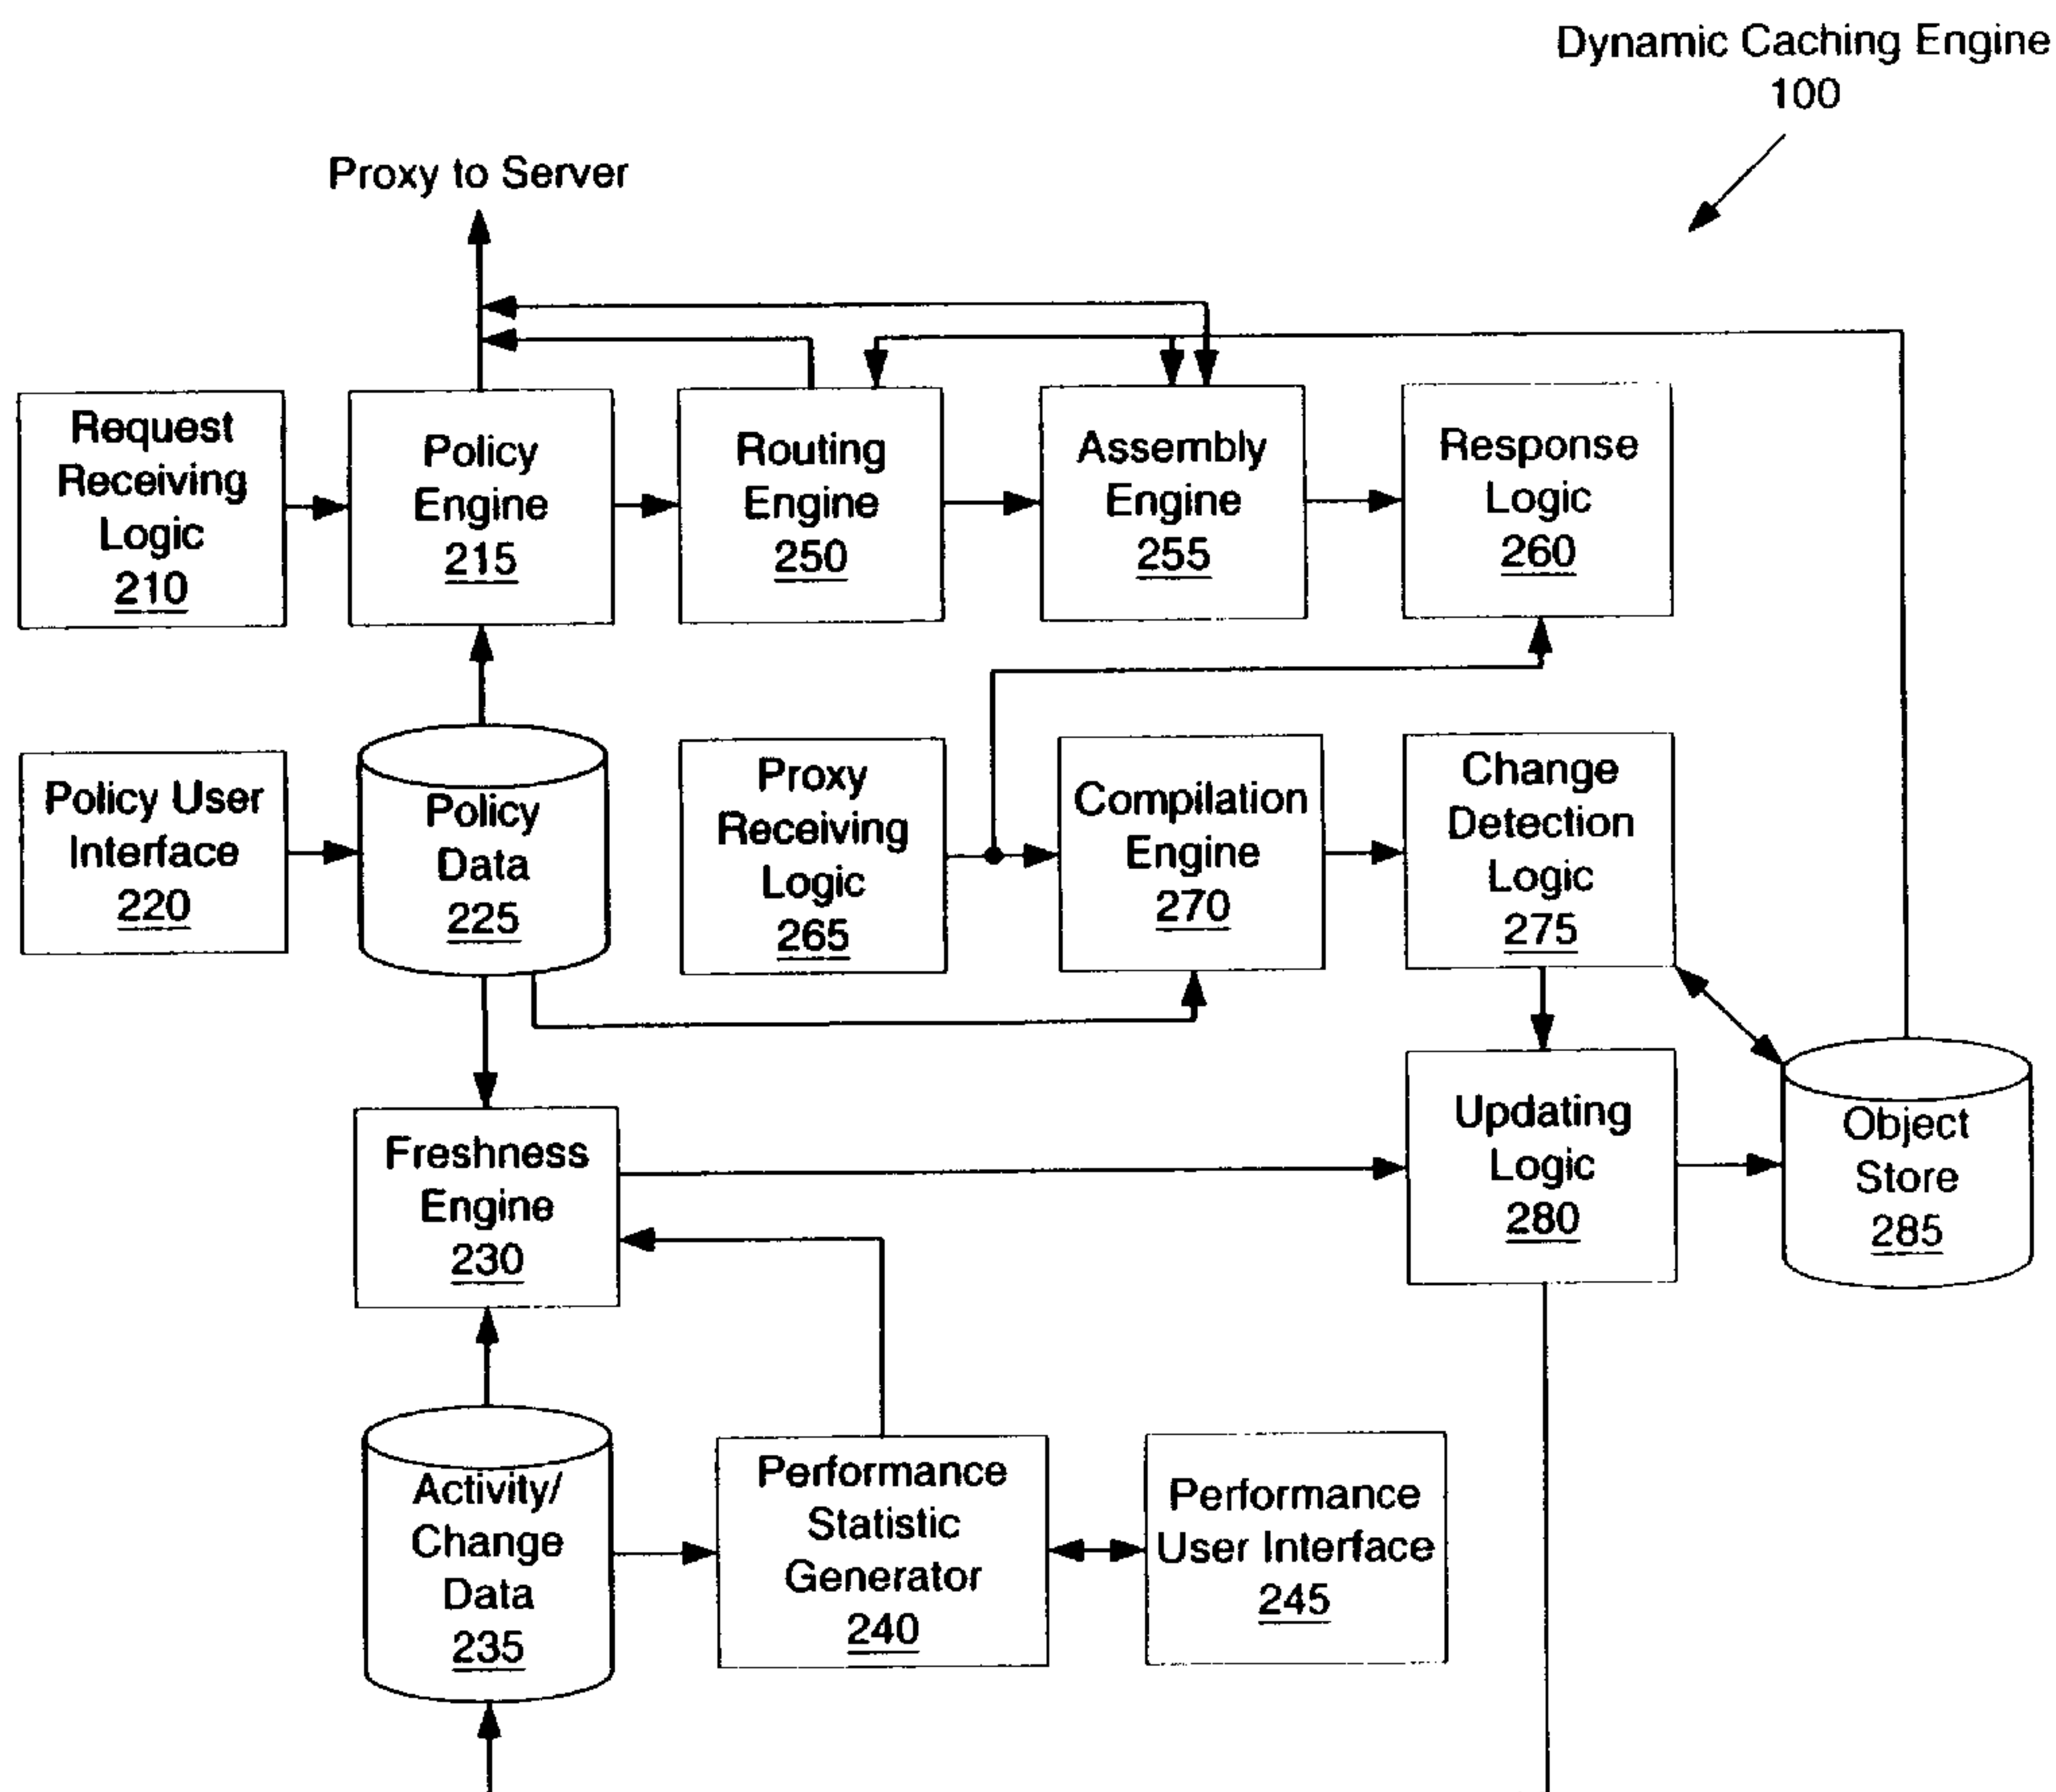 Dynamic Caching Engine
100
Proxy to Server
Request
Receiving
Logic
210
Policy
Engine
215
Routing
Engine
250
Assembly
Engine
255
Response
Logic
260
Policy User
Interface
220
Policy
Data
225
Proxy
Receiving
Logic
265
Compilation
Engine
270
Change
Detection
Logic
275
Freshness
Engine
230
Updating
Logic
280
Object
Store
285
Activity/
Change
Data
235
Performance
Statistic
Generator
240
Performance
User Interface
245